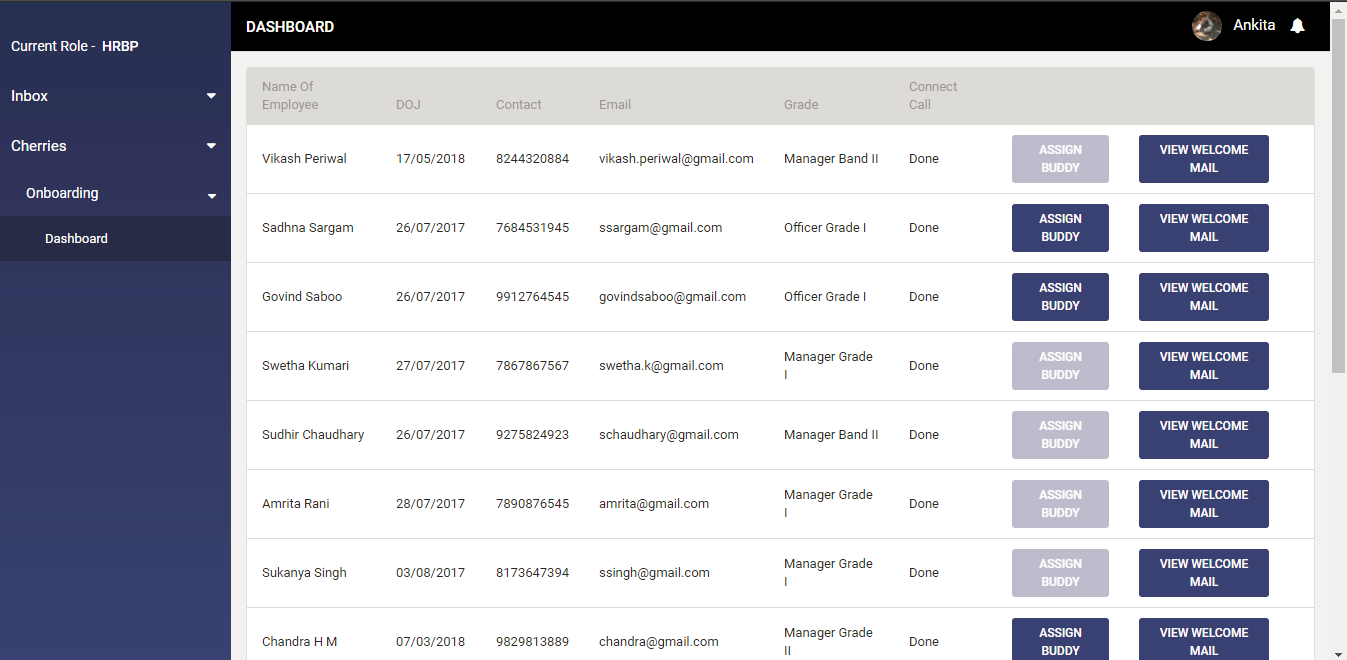 Current Role - HRBP
Inbox
Cherries
Onboarding
Dashboard
DASHBOARD
Ankita
Name Of
Employee
DOJ
Contact
Email
Grade
Connect
Call
Vikash Periwal 17/05/2018 8244320884 vikash.periwal@gmail.com Manager Band II Done
ASSIGN
BUDDY
VIEW WELCOME
MAIL
Sadhna Sargam 26/07/2017 7684531945 ssargam@gmail.com Officer Grade I Done
ASSIGN
BUDDY
VIEW WELCOME
MAIL
Govind Saboo 26/07/2017 9912764545 govindsaboo@gmail.com Officer Grade I Done
ASSIGN
BUDDY
VIEW WELCOME
MAIL
Swetha Kumari 27/07/2017 7867867567 swetha.k@gmail.com
Manager Grade
I
Done
ASSIGN
BUDDY
VIEW WELCOME
MAIL
Sudhir Chaudhary 26/07/2017 9275824923 schaudhary@gmail.com Manager Band II Done
ASSIGN
BUDDY
VIEW WELCOME
MAIL
Amrita Rani 28/07/2017 7890876545 amrita@gmail.com
Manager Grade
I
Done
ASSIGN
BUDDY
VIEW WELCOME
MAIL
Sukanya Singh 03/08/2017 8173647394 ssingh@gmail.com
Manager Grade
I
Done
ASSIGN
BUDDY
VIEW WELCOME
MAIL
Chandra H M 07/03/2018 9829813889 chandra@gmail.com
Manager Grade
II
Done
ASSIGN
BUDDY
VIEW WELCOME
MAIL